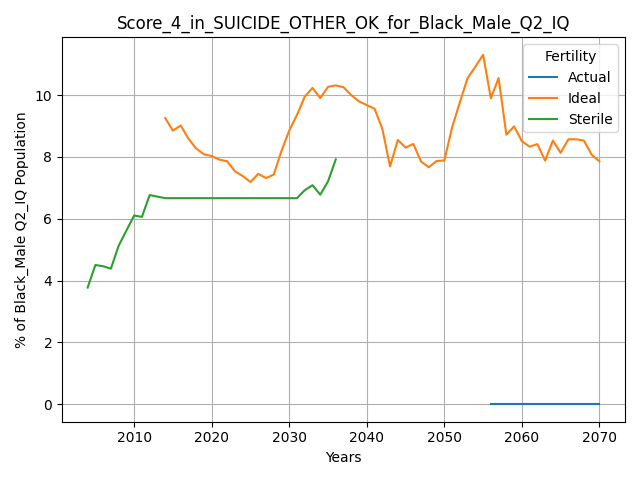 Score_4_in_SUICIDE_OTHER_OK_for_Black_Male_Q2_IQ
Fertility
Actual
Ideal
Sterile
% of Black_Male Q2_IQ Population
10
8
6
4
2
0
2010 2020 2030 2040 2050 2060 2070
Years